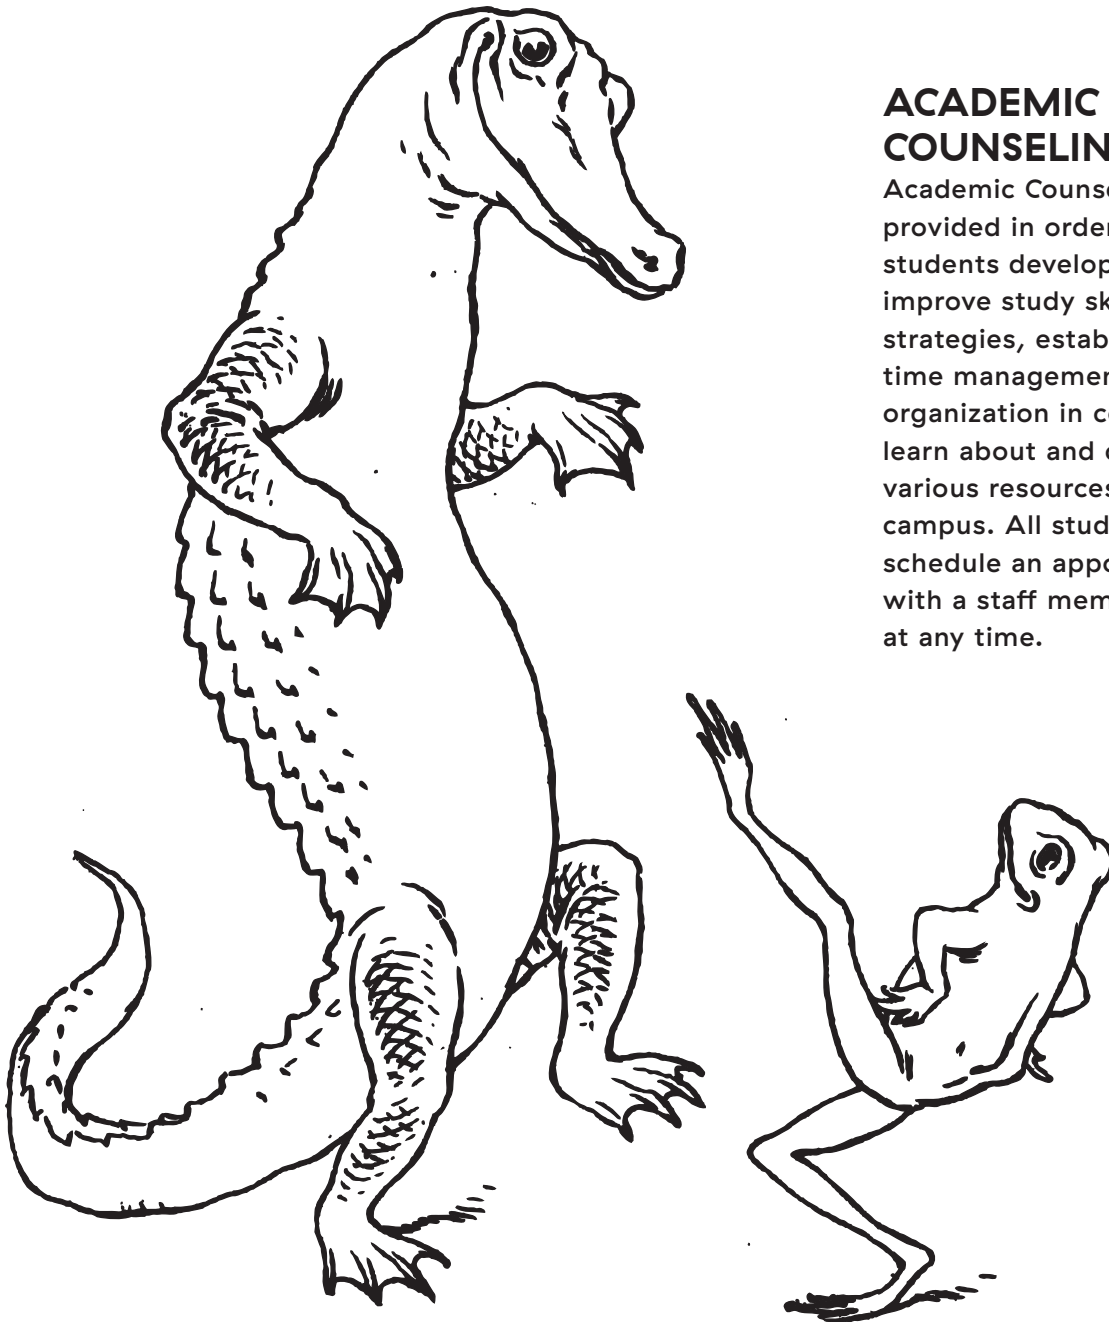 ACADEMIC
COUNSELIN
Academic Counse
provided in order
students develop
improve study sk
strategies, estab
time managemen
organization in c
learn about and
various resources
campus. All stud
schedule an appo
with a staff mem
at any time.